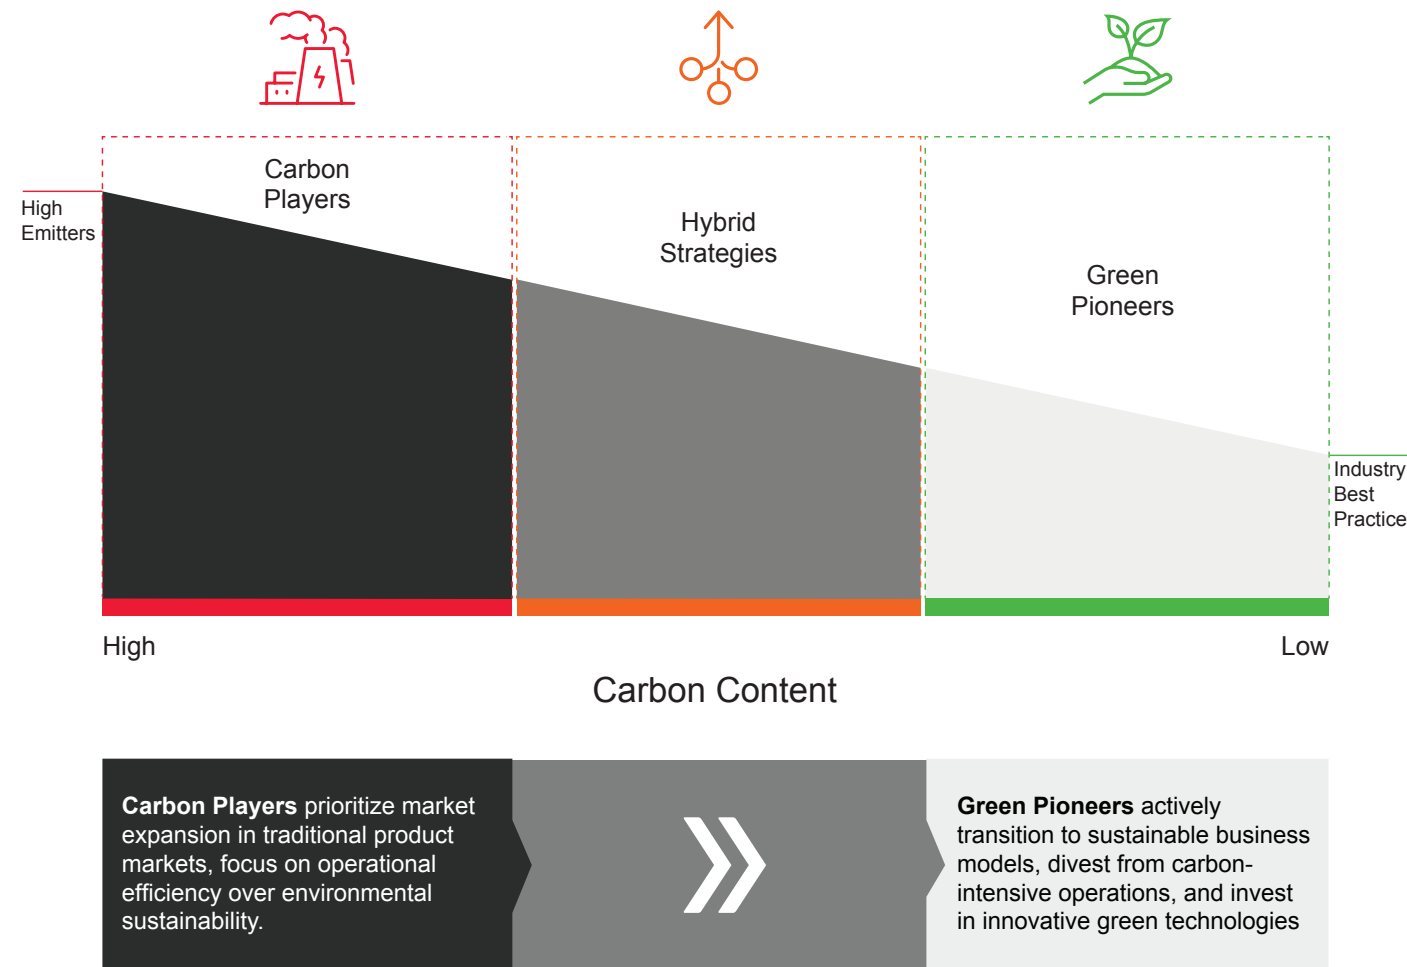 Carbon
Players
High
Emitters
Hybrid
Strategies
Green
Pioneers
Industry
Best
Practice
High
Low
Carbon Content
Carbon Players prioritize market
expansion in traditional product
markets, focus on operational
efficiency over environmental
sustainability.
Green Pioneers actively
transition to sustainable business
models, divest from carbon-
intensive operations, and invest
in innovative green technologies